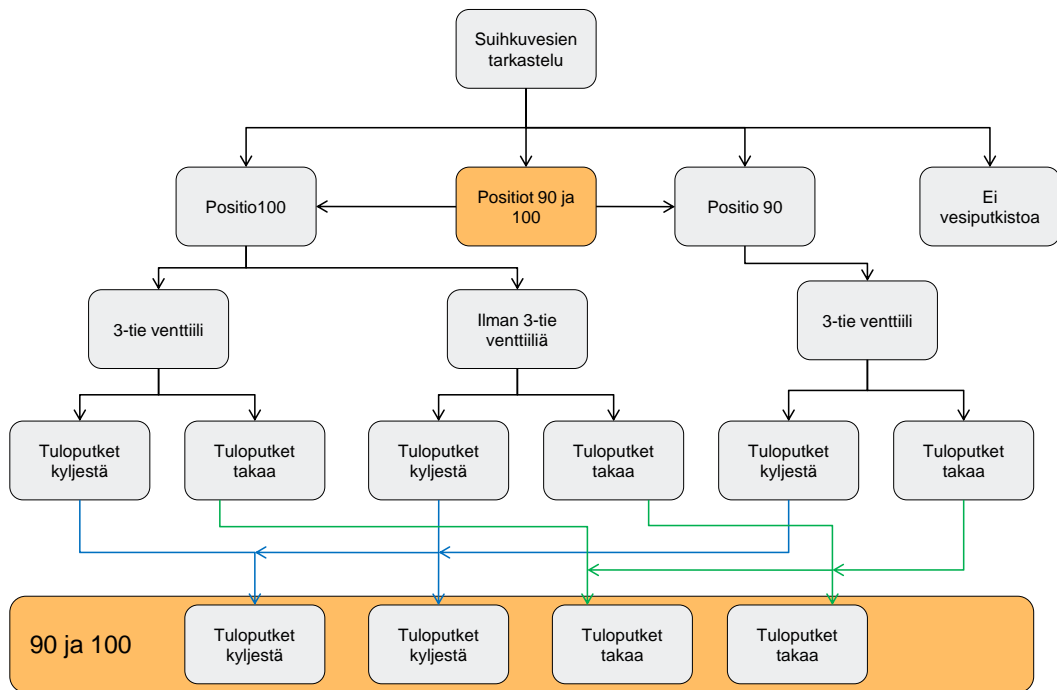 Suihkuvesien
tarkastelu
Positio100
Positiot 90 ja
100
Positio 90
Ei
vesiputkistoa
3-tie venttiili
Ilman 3-tie
venttiiliä
3-tie venttiili
Tuloputket
kyljestä
Tuloputket
takaa
Tuloputket
kyljestä
Tuloputket
takaa
Tuloputket
kyljestä
Tuloputket
takaa
90 ja 100
Tuloputket
kyljestä
Tuloputket
kyljestä
Tuloputket
takaa
Tuloputket
takaa